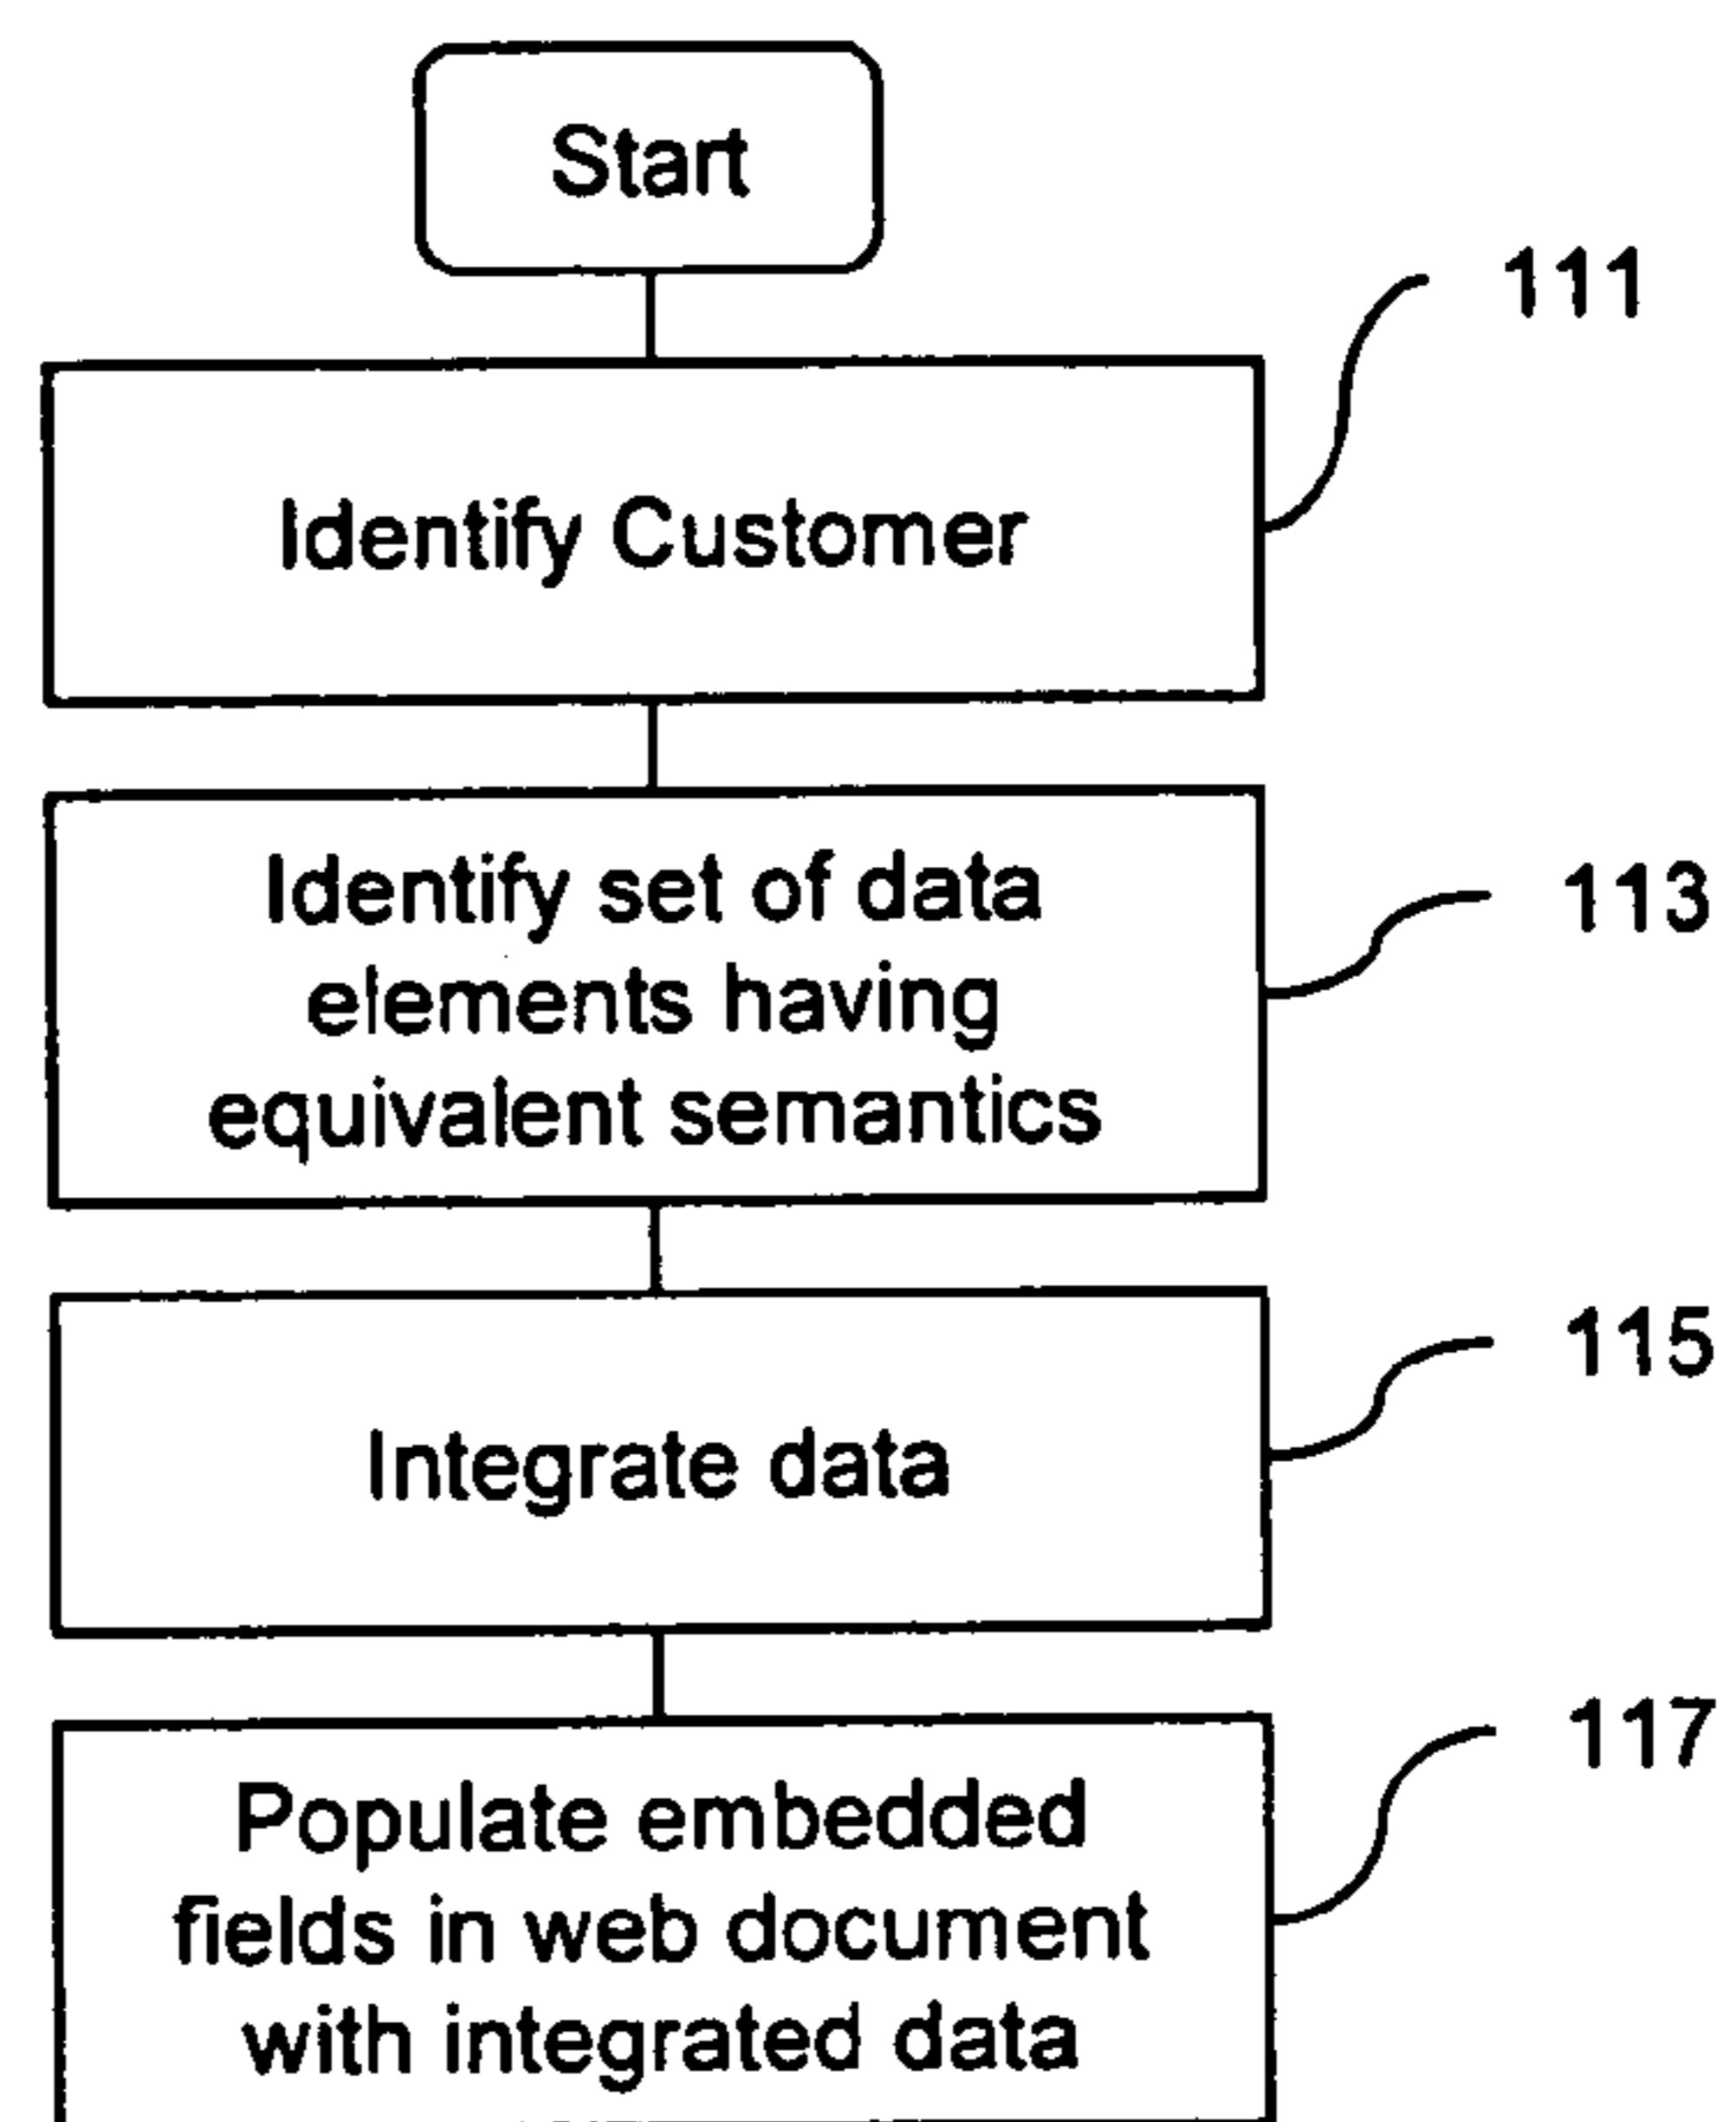 Start
111
Identify Customer
Identify set of data
elements having
equivalent semantics
113
Integrate data
115
Populate embedded
fields in web document
with integrated data
117